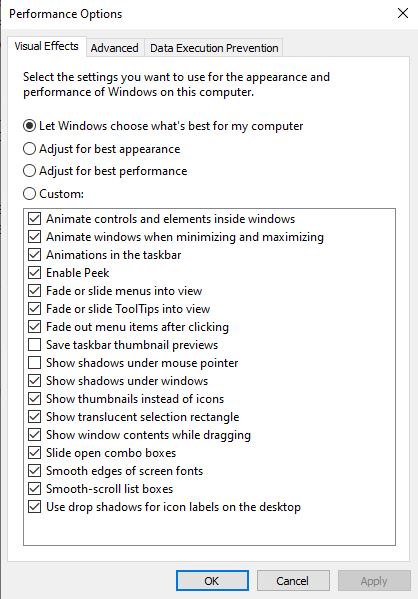 Performance Options
Visual Effects Advanced Data Execution Prevention
Select the settings you want to use for the appearance and
performance of Windows on this computer.
Let Windows choose what's best for my computer
Adjust for best appearance
Adjust for best performance
Custom:
Animate controls and elements inside windows
Animate windows when minimizing and maximizing
Animations in the taskbar
Enable Peek
Fade or slide menus into view
Fade or slide ToolTips into view
Fade out menu items after clicking
Save taskbar thumbnail previews
Show shadows under mouse pointer
Show shadows under windows
Show thumbnails instead of icons
Show translucent selection rectangle
Show window contents while dragging
Slide open combo boxes
Smooth edges of screen fonts
Smooth-scroll list boxes
Use drop shadows for icon labels on the desktop
OK Cancel Apply